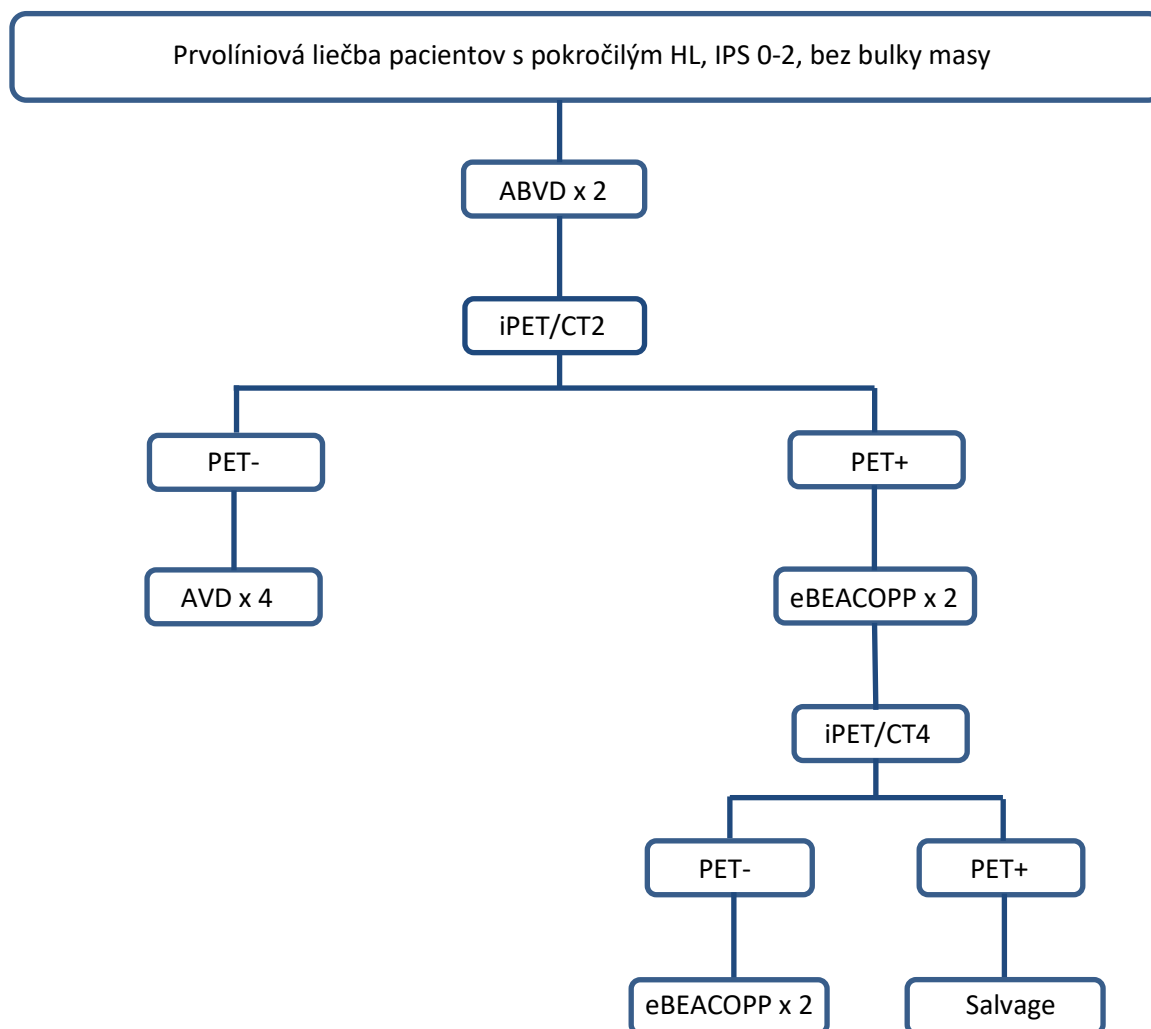 Prvolíniová liečba pacientov s pokročilým HL, IPS 0-2, bez bulky masy
ABVD x 2
iPET/CT2
PET-
PET+
AVD x 4
eBEACOPP x 2
iPET/CT4
PET-
PET+
eBEACOPP x 2
Salvage